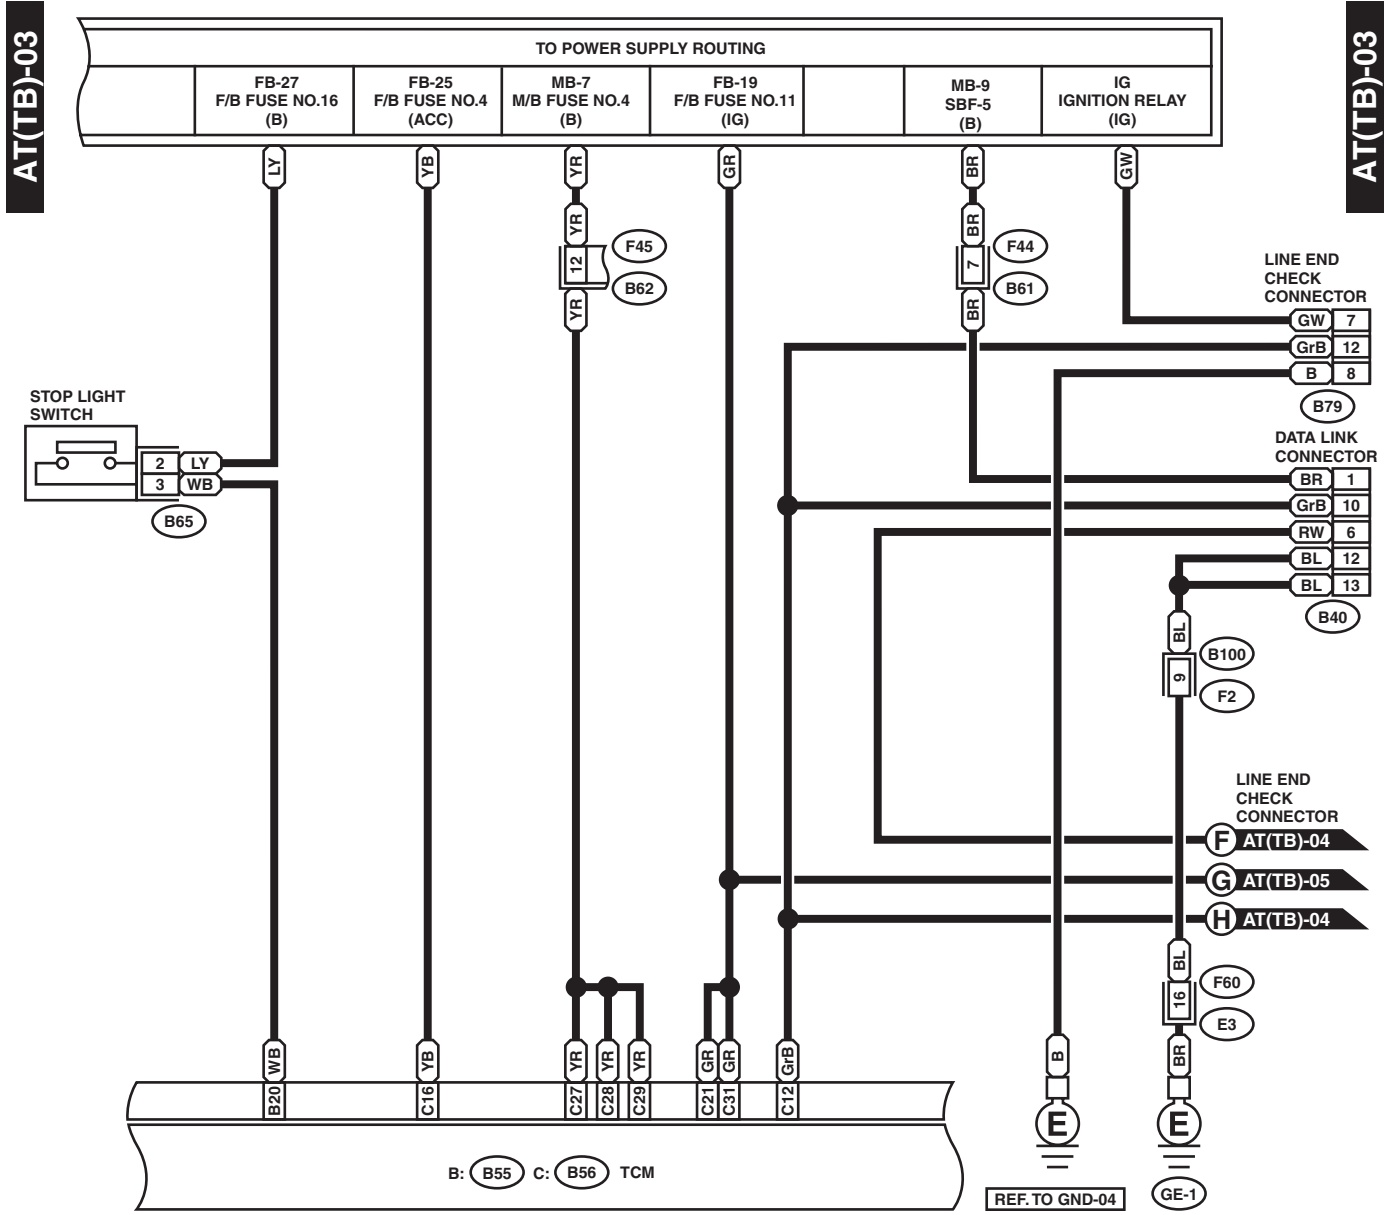 AT(TB)-03
AT(TB)-03
TO POWER SUPPLY ROUTING
FB-27
F/B FUSE NO.16
(B)
FB-25
F/B FUSE NO.4
(ACC)
MB-7
M/B FUSE NO.4
(B)
FB-19
F/B FUSE NO.11
(IG)
MB-9
SBF-5
(B)
IG
IGNITION RELAY
(IG)
LY
YB
YR
GR
BR
GW
YR
BR
12
F45
B62
7
F44
B61
YR
BR
LINE END
CHECK
CONNECTOR
GW 7
GrB 12
B 8
B79
STOP LIGHT
SWITCH
2 LY
3 WB
B65
DATA LINK
CONNECTOR
BR 1
GrB 10
RW 6
BL 12
BL 13
B40
BL
9
B100
F2
LINE END
CHECK
CONNECTOR
F AT(TB)-04
G AT(TB)-05
H AT(TB)-04
BL
16
F60
E3
WB
YB
YR
YR
YR
GR
GR
GrB
B
BR
B20
C16
C27
C28
C29
C21
C31
C12
E
E
B: B55 C: B56 TCM
REF. TO GND-04
GE-1